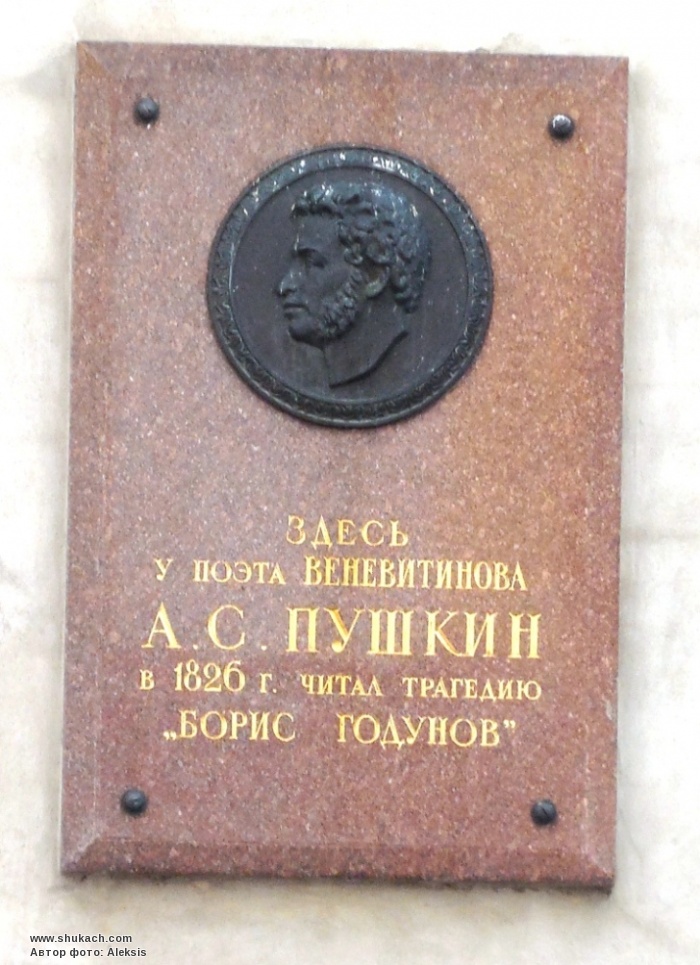 ЗДЕСЬ
У ПОЭТА ВЕНЕВИТИНОВА
А.С. ПУШКИН
В 1826 Г. ЧИТАЛ ТРАГЕДИЮ
„БОРИС ГОДУНОВ”
www.shukach.com
Автор фото: Aleksis